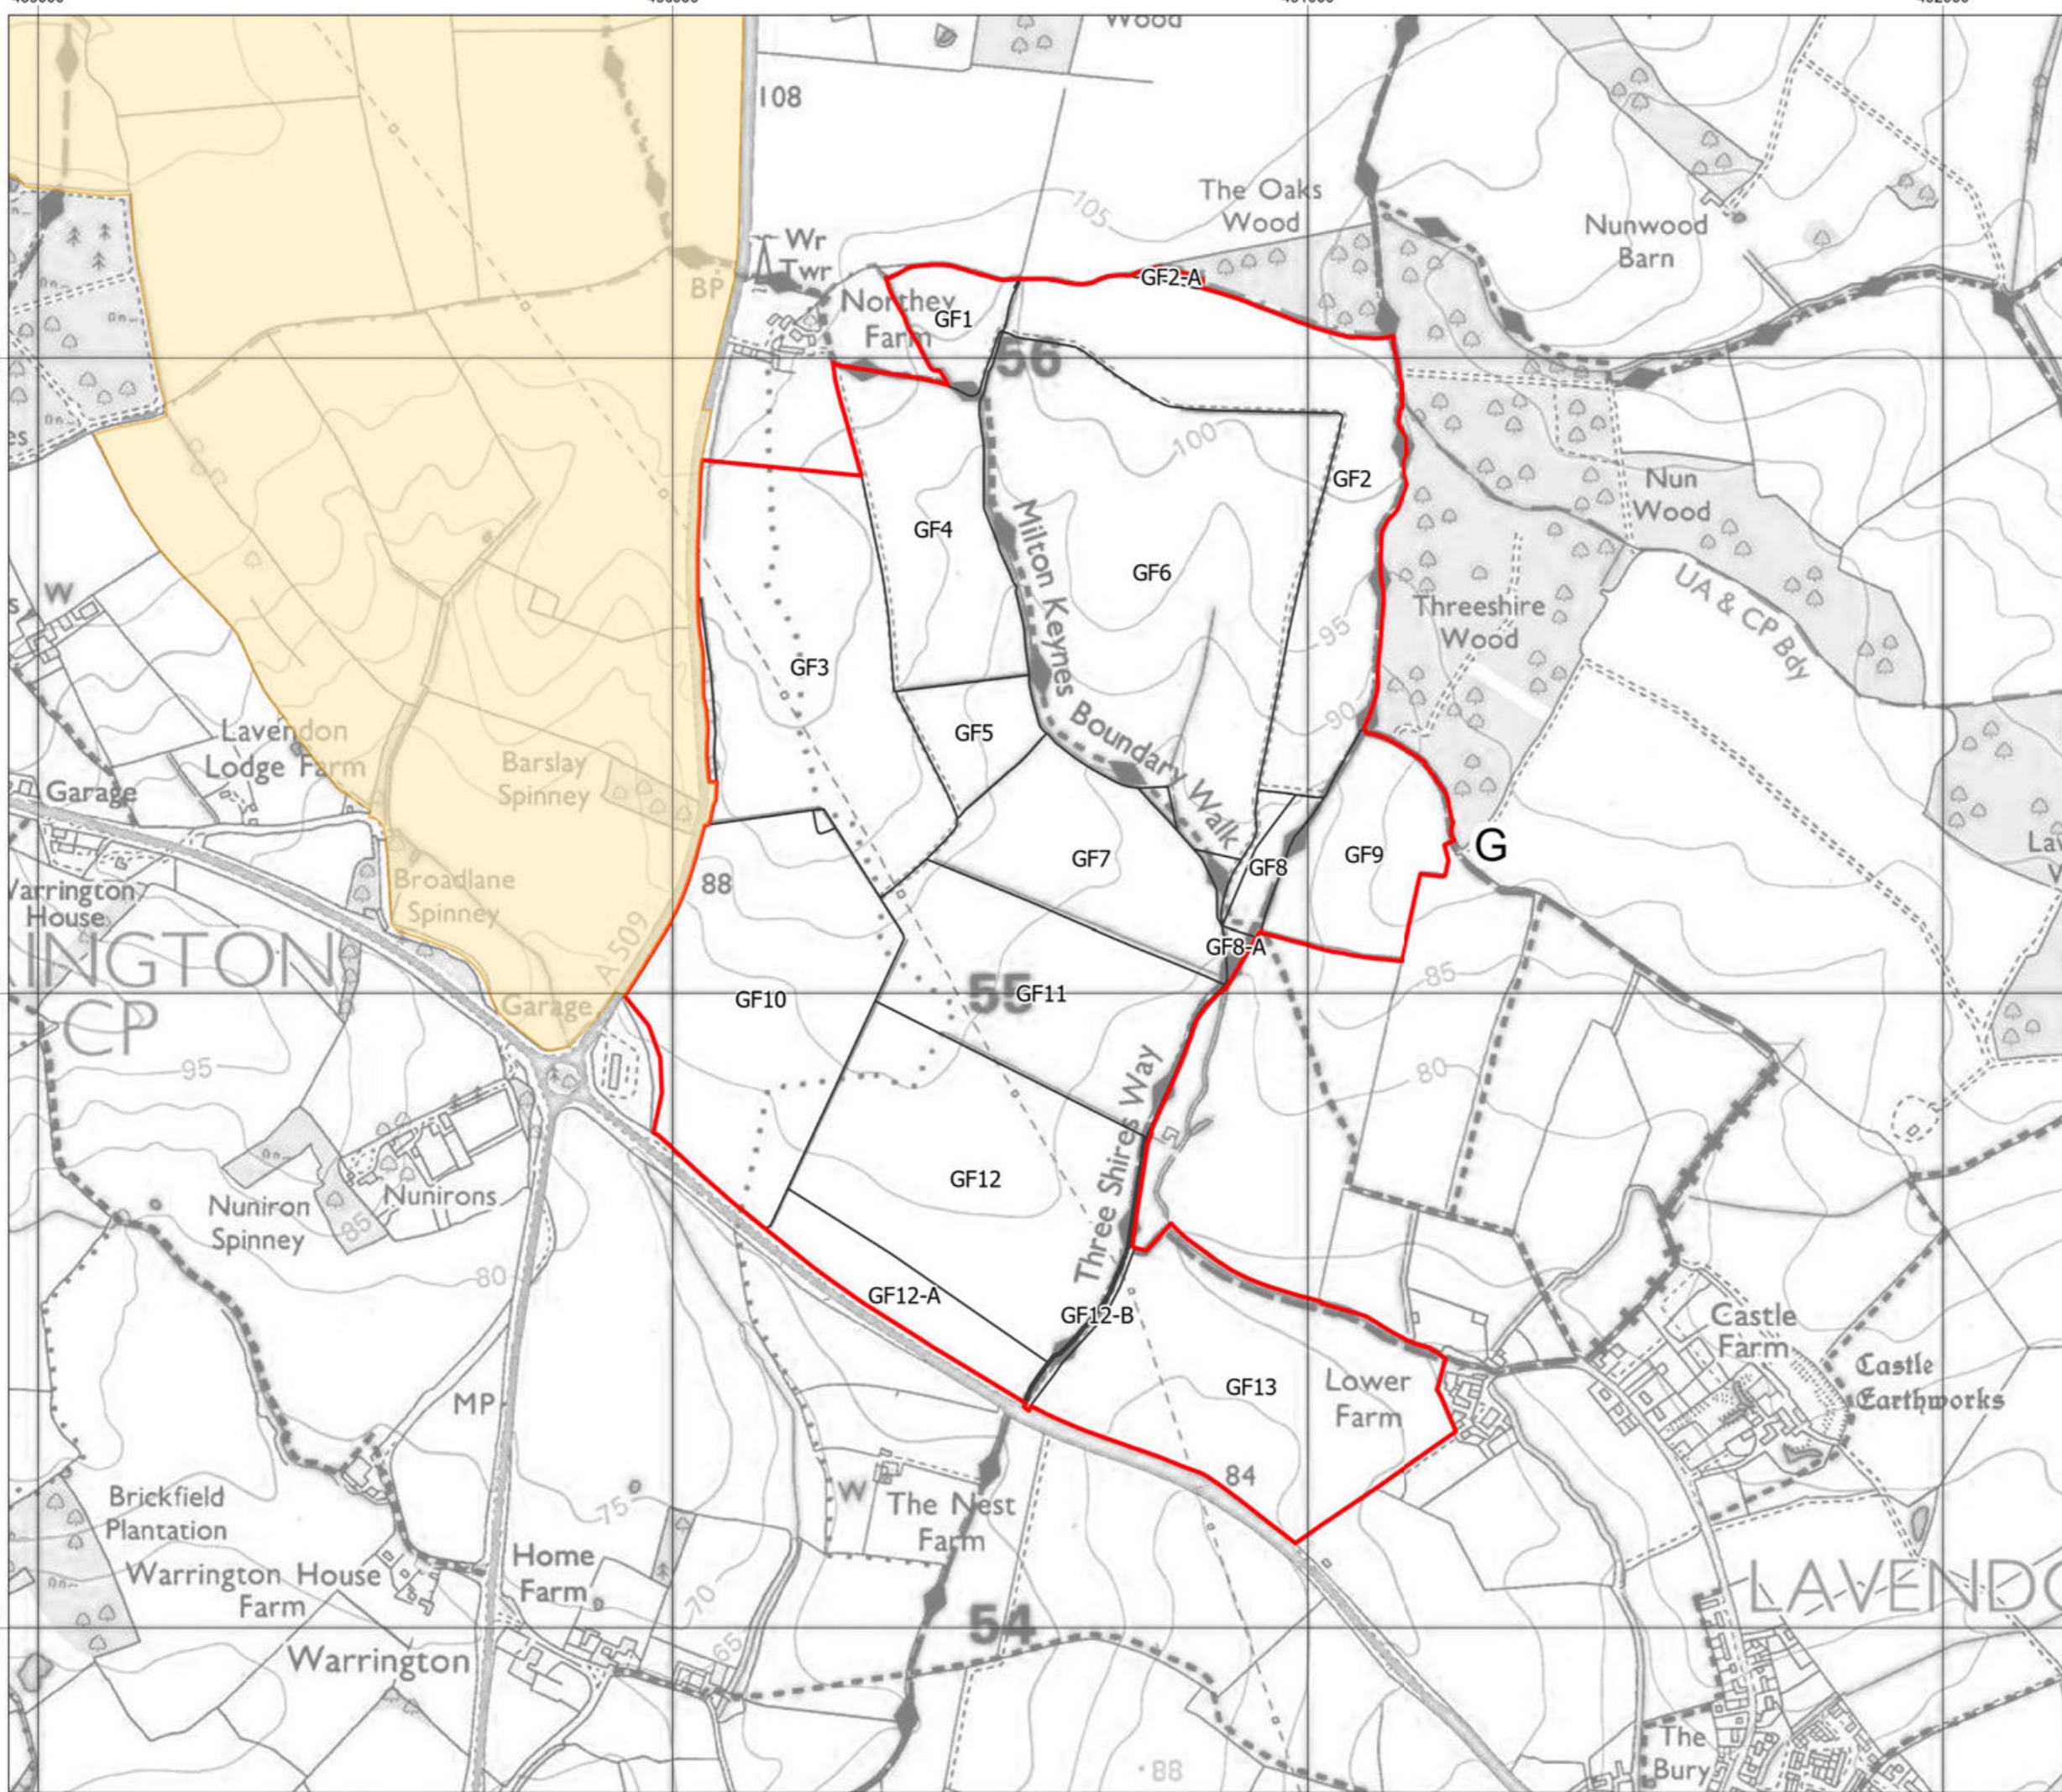 Wood
108
The Oaks
Wood
105
Nunwood
Barn
Wr
Twr
BP
GF2-A
Northey
Farm
GF1
56
100
GF2
Nun
Wood
GF4
Milton Keynes
GF6
W
Threeshire
Wood
UA & CP Bdy
95
GF3
90
Lavendon
Lodge Farm
GF5
Boundary Walk
Barslay
Spinney
Garage
G
GF7
GF8
GF9
88
Broadlane
Spinney
House
A 509
GF8-A
INGTON
CP
85
Garage
GF10
55
GF11
95
80
Three Shires Way
GF12
Nunirons
Nuniron
Spinney
85
80
GF12-A
GF12-B
Castle
Farm
Castle
Earthworks
GF13
Lower
Farm
MP
84
Brickfield
Plantation
75
W
The Nest
Farm
Home
Farm
Warrington House
Farm
70
54
LAVENDO
65
Warrington
The
Bury
88